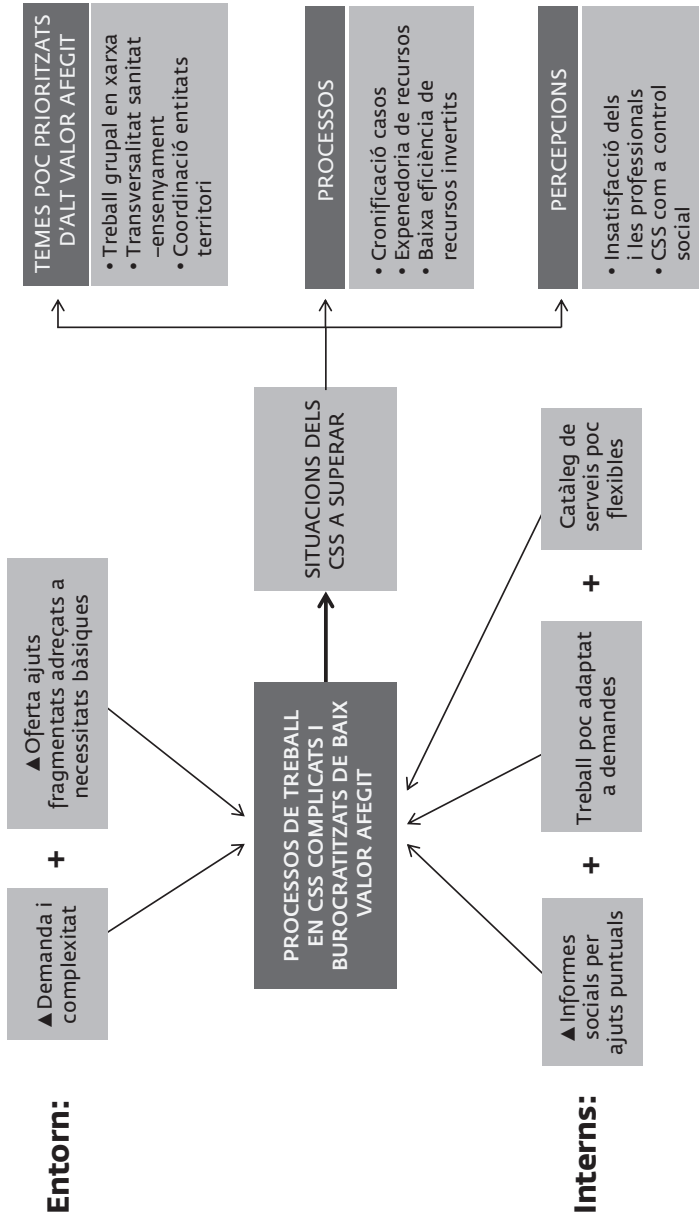 Entorn:
▲Demanda i
complexitat
+
▲Oferta ajuts
fragmentats adreçats a
necessitats bàsiques
PROCESSOS DE TREBALL
EN CSS COMPLICATS I
BUROCRATITZATS DE BAIX
VALOR AFEGIT
SITUACIONS DELS
CSS A SUPERAR
Interns:
▲Informes
socials per
ajuts puntuals
+
Treball poc adaptat
a demandes
+
Catàleg de
serveis poc
flexibles
TEMES POC PRIORITZATS
D'ALT VALOR AFEGIT
• Treball grupal en xarxa
• Transversalitat sanitat
–ensenyament
• Coordinació entitats
territori
PROCESSOS
• Cronificació casos
• Expenedoria de recursos
• Baixa eficiència de
recursos invertits
PERCEPCIONS
• Insatisfacció dels
i les professionals
• CSS com a control
social